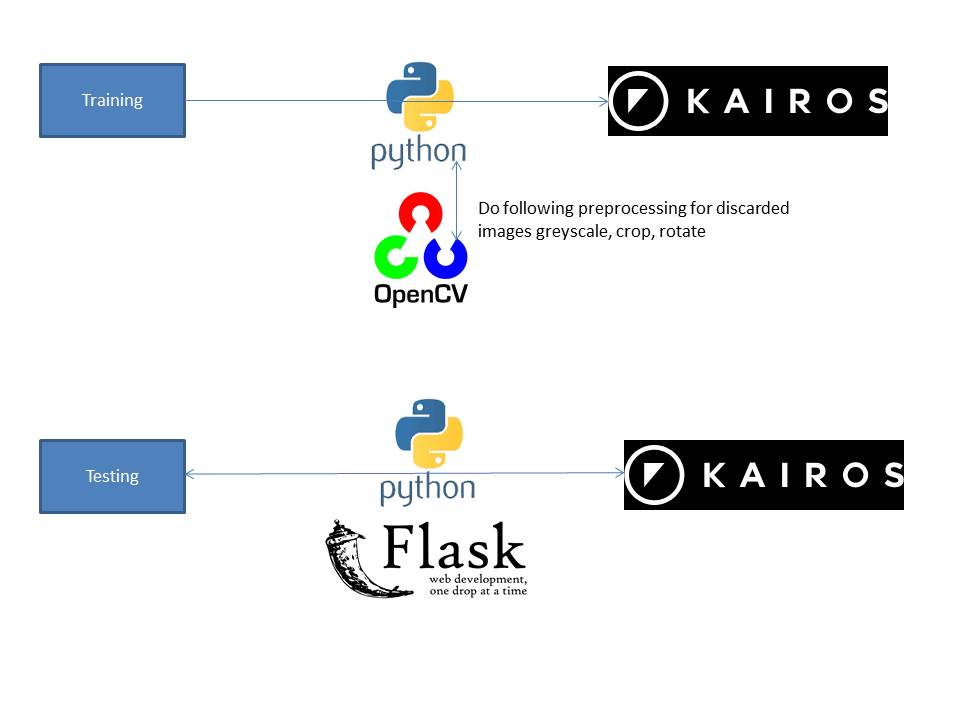 Training
python
KAIROS
Do following preprocessing for discarded
images greyscale, crop, rotate
OpenCV
Testing
python
KAIROS
Flask
web development,
one drop at a time